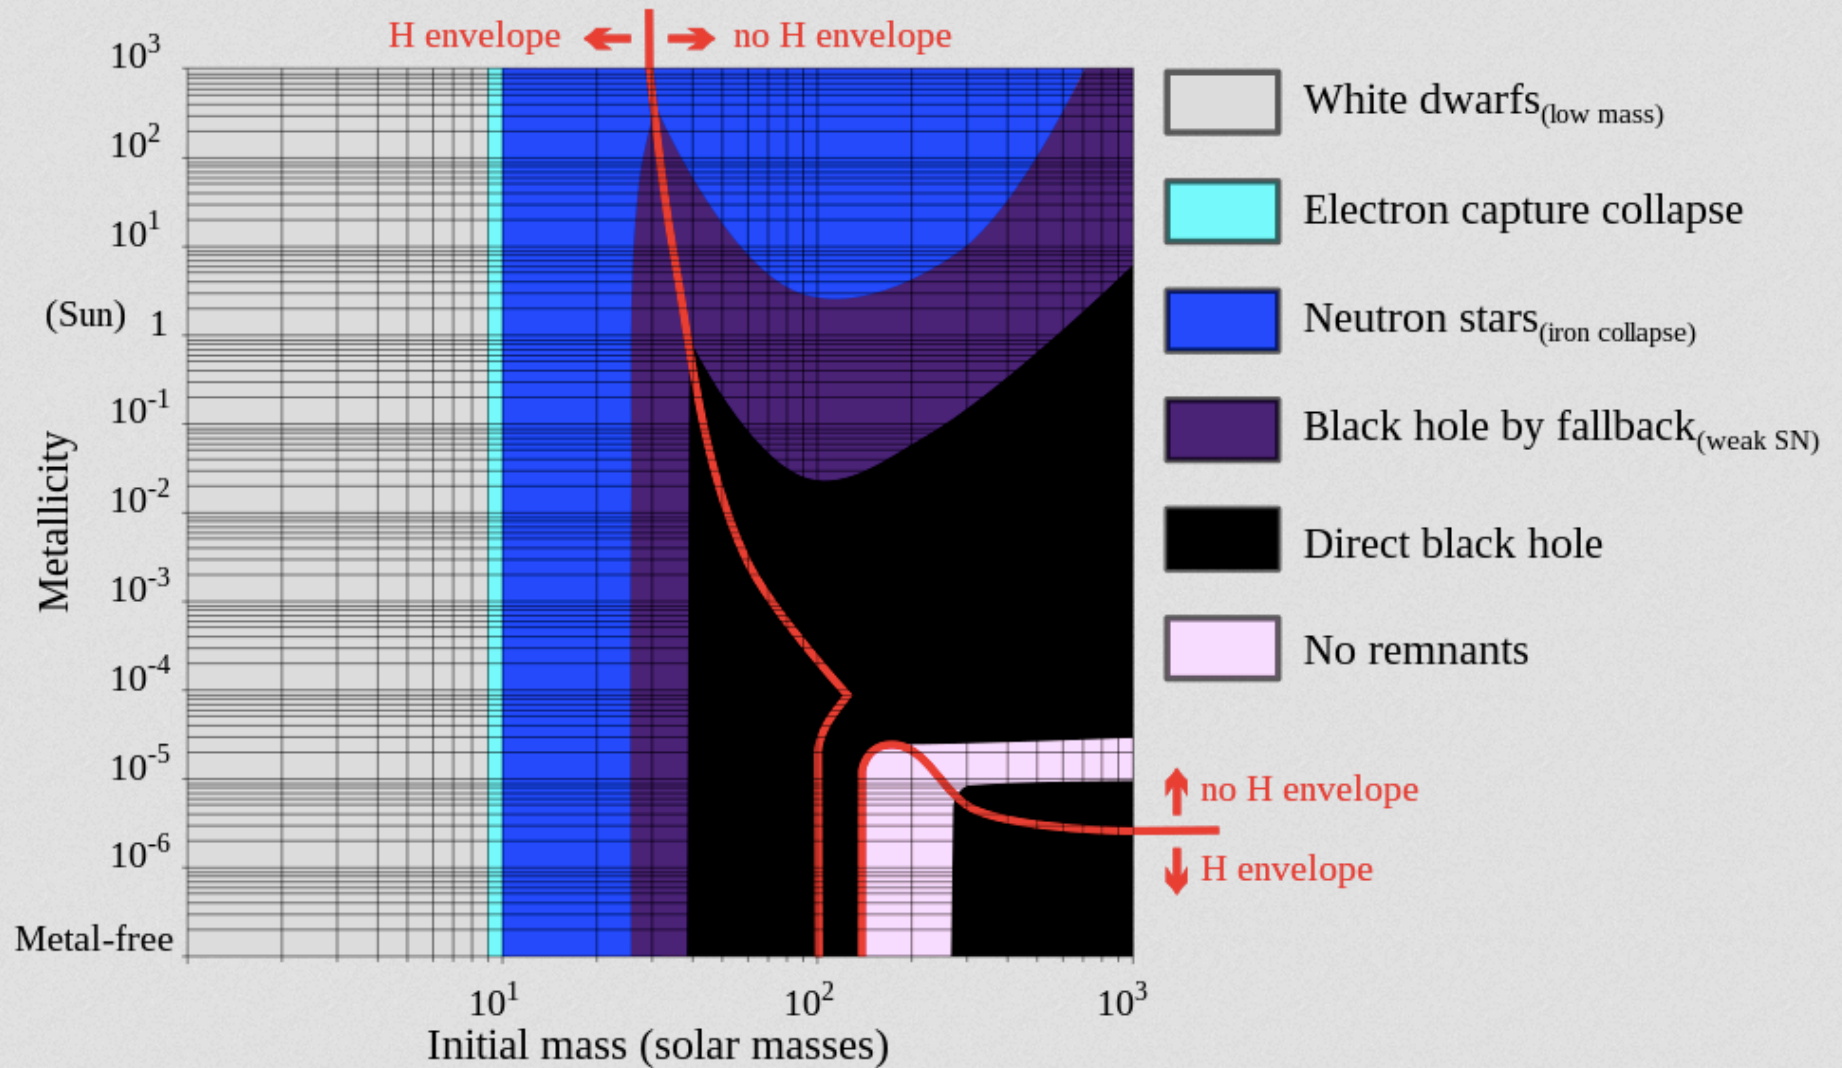 H envelope
no H envelope
10³
10²
10¹
(Sun) 1
10⁻¹
10⁻²
10⁻³
10⁻⁴
10⁻⁵
10⁻⁶
Metal-free
Metallicity
10¹ 10² 10³
Initial mass (solar masses)
White dwarfs(low mass)
Electron capture collapse
Neutron stars(iron collapse)
Black hole by fallback(weak SN)
Direct black hole
No remnants
no H envelope
H envelope